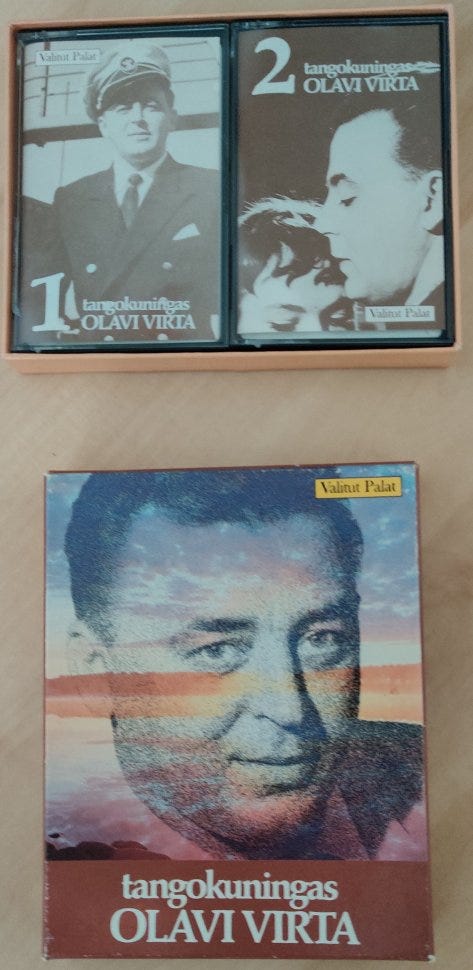 Valitut Palat
1
tangokuningas
OLAVI VIRTA
2
tangokuningas
OLAVI VIRTA
Valitut Palat
Valitut Palat
tangokuningas
OLAVI VIRTA